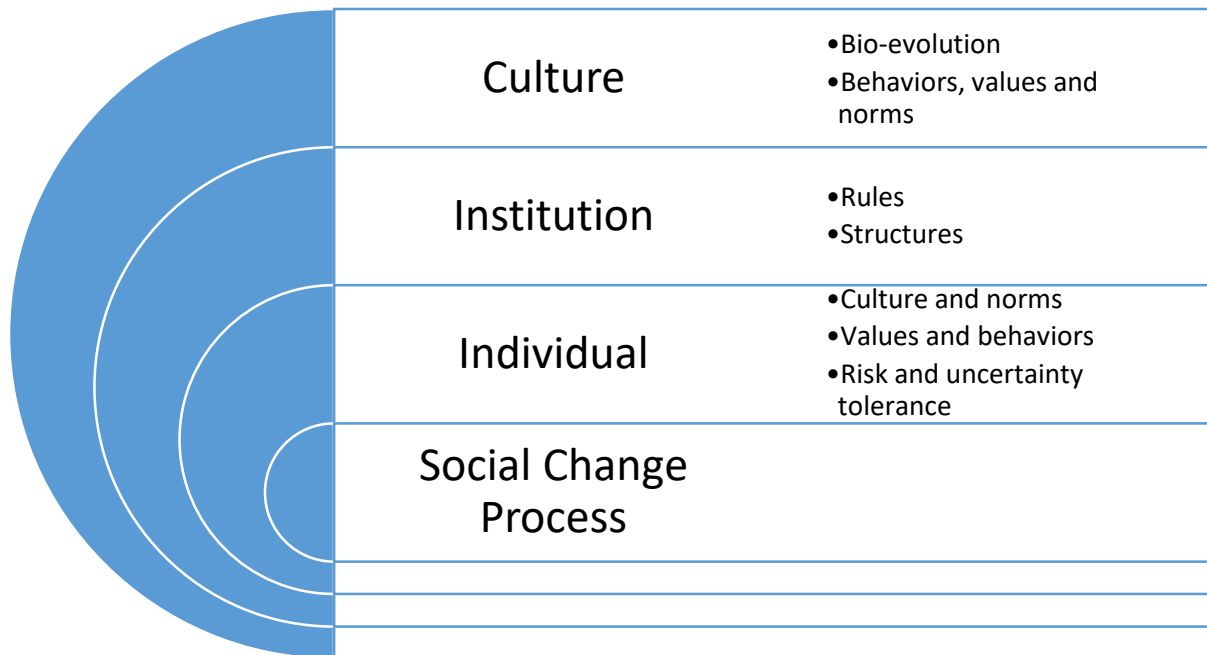 Culture
•Bio-evolution
•Behaviors, values and
norms
Institution
•Rules
•Structures
Individual
•Culture and norms
•Values and behaviors
•Risk and uncertainty
tolerance
Social Change
Process